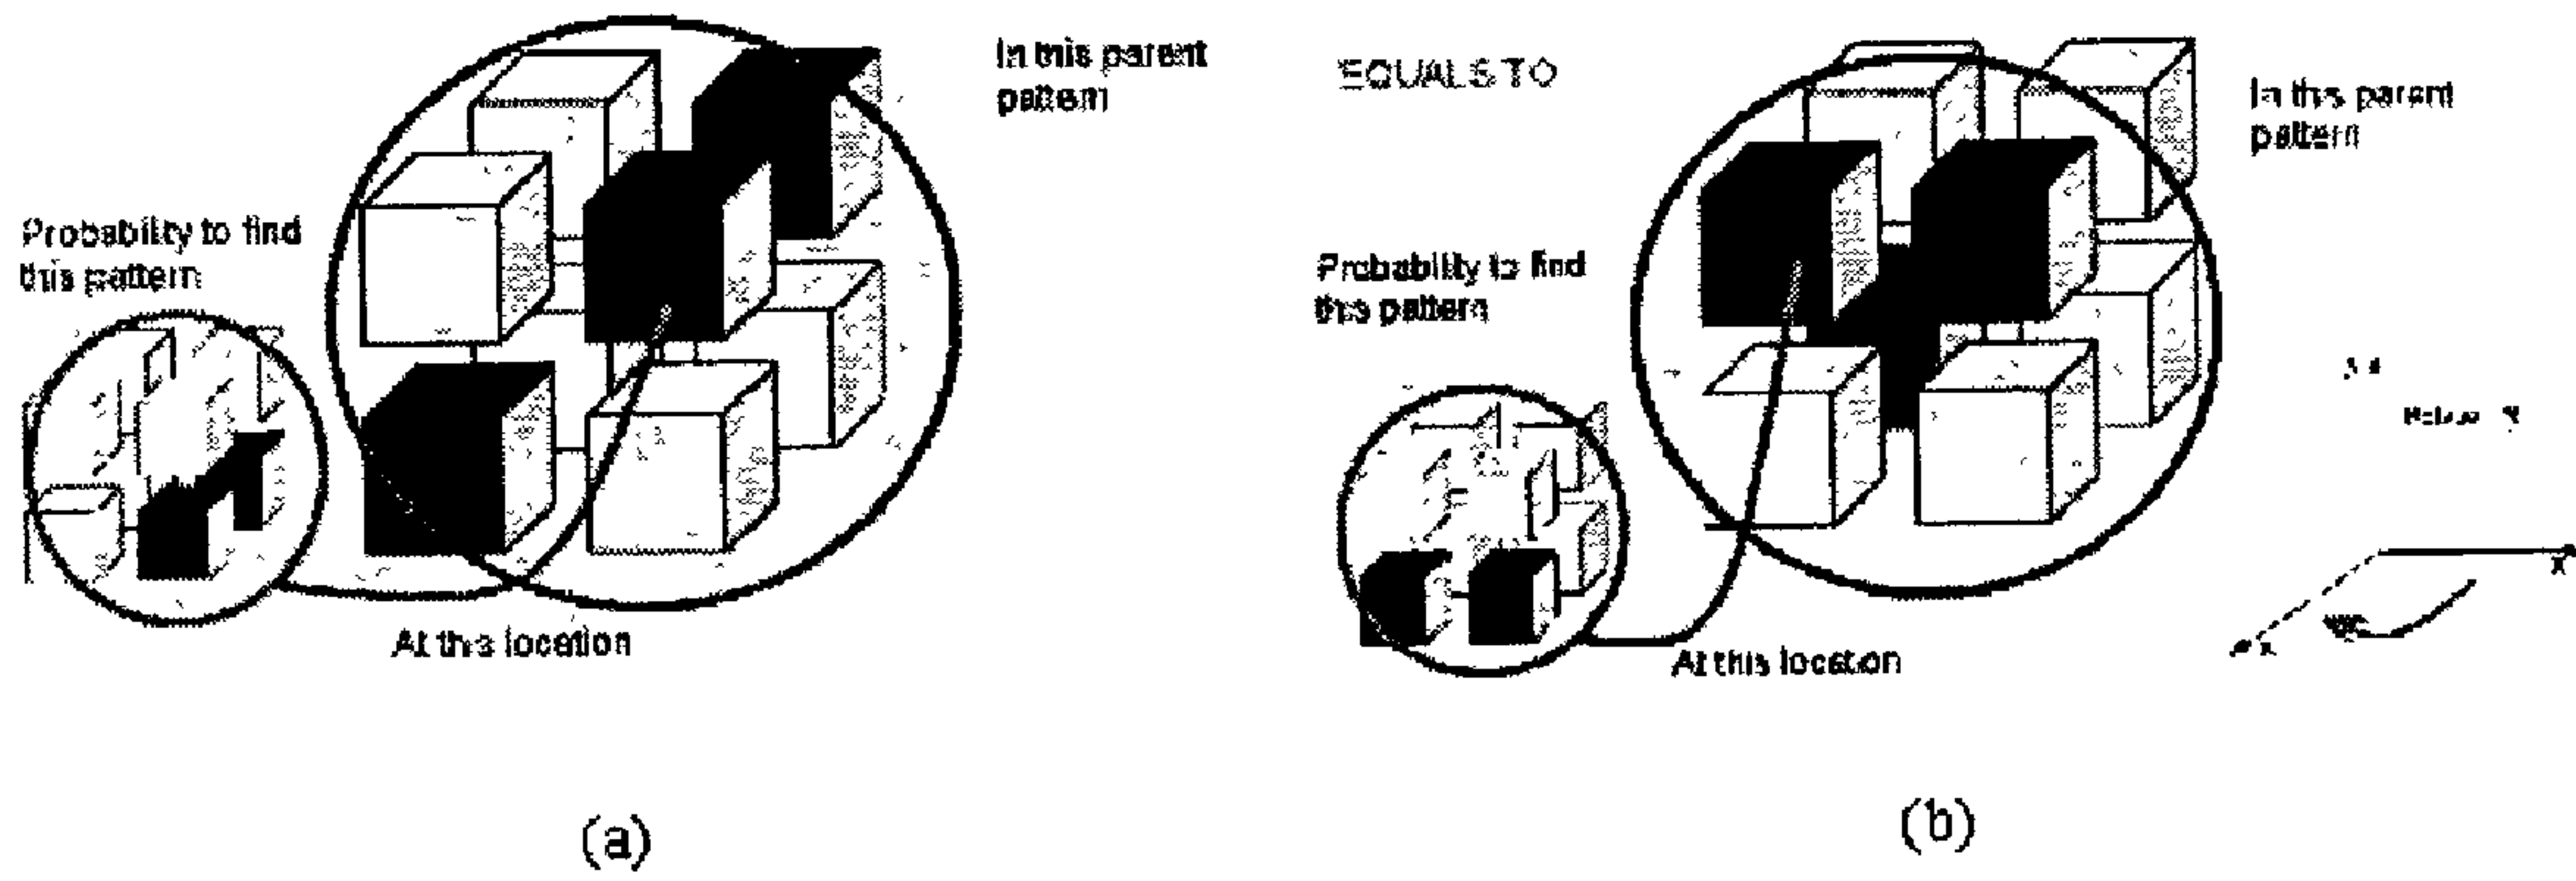 In this parent
pattern
Probability to find
this pattern
At this location
(a)
EQUALS TO
In this parent
pattern
Probability to find
this pattern
At this location
x
x
(b)